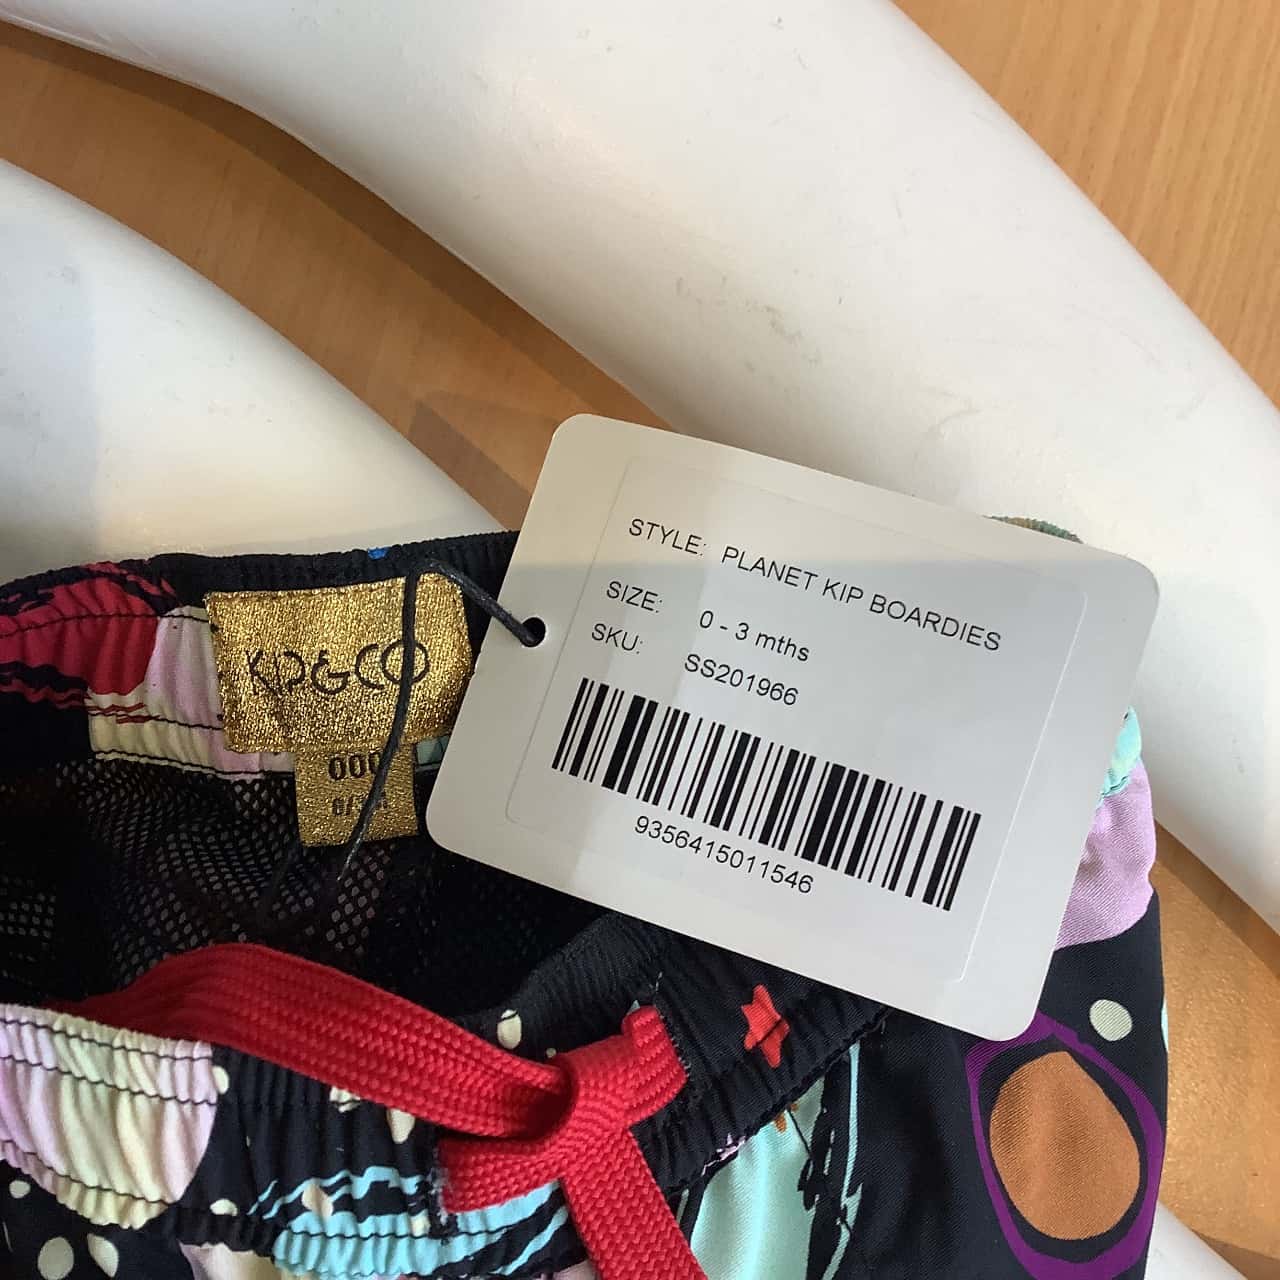 STYLE: PLANET KIP BOARDIES
SIZE: 0 - 3 mths
SKU: SS201966
9356415011546
KIP&CO
000